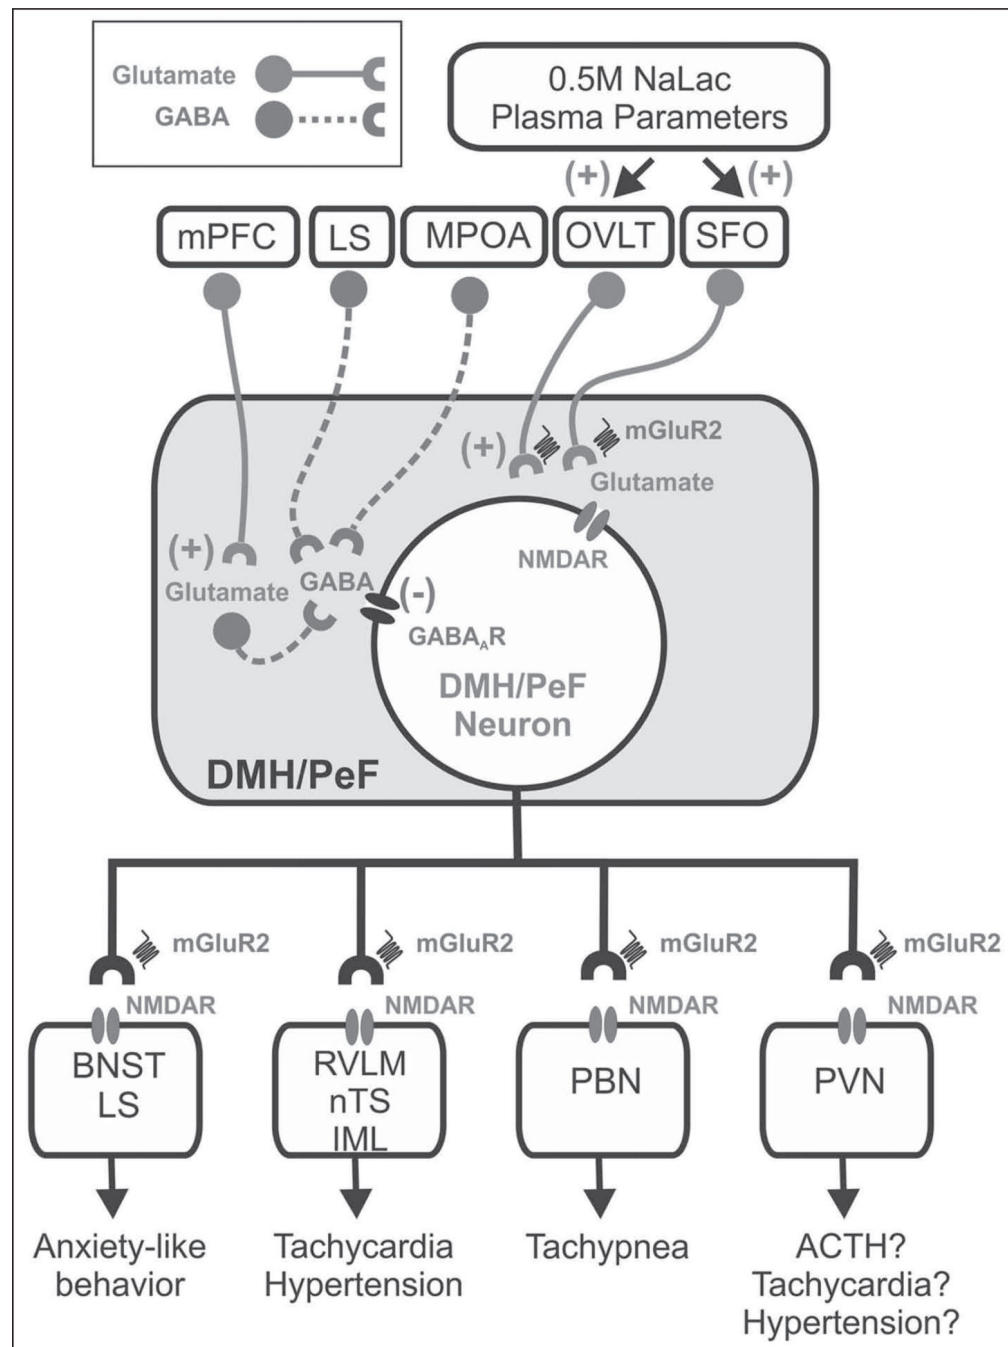 Glutamate
GABA
0.5M NaLac
Plasma Parameters
(+) (+)
mPFC LS MPOA OVLT SFO
(+) mGluR2
Glutamate
NMDAR
(+)
Glutamate GABA (-)
GABAAR
DMH/PeF
Neuron
DMH/PeF
mGluR2 mGluR2 mGluR2 mGluR2
NMDAR NMDAR NMDAR NMDAR
BNST
LS
RVLM
nTS
IML
PBN
PVN
Anxiety-like
behavior
Tachycardia
Hypertension
Tachypnea
ACTH?
Tachycardia?
Hypertension?